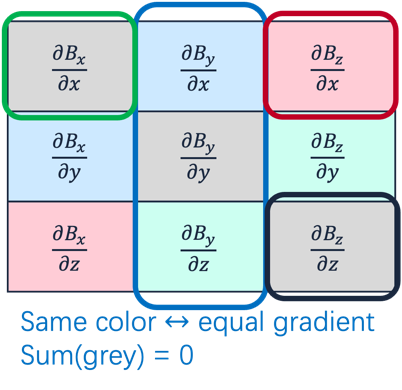 ∂Bx/∂x ∂By/∂x ∂Bz/∂x
∂Bx/∂y ∂By/∂y ∂Bz/∂y
∂Bx/∂z ∂By/∂z ∂Bz/∂z
Same color ↔ equal gradient
Sum(grey) = 0